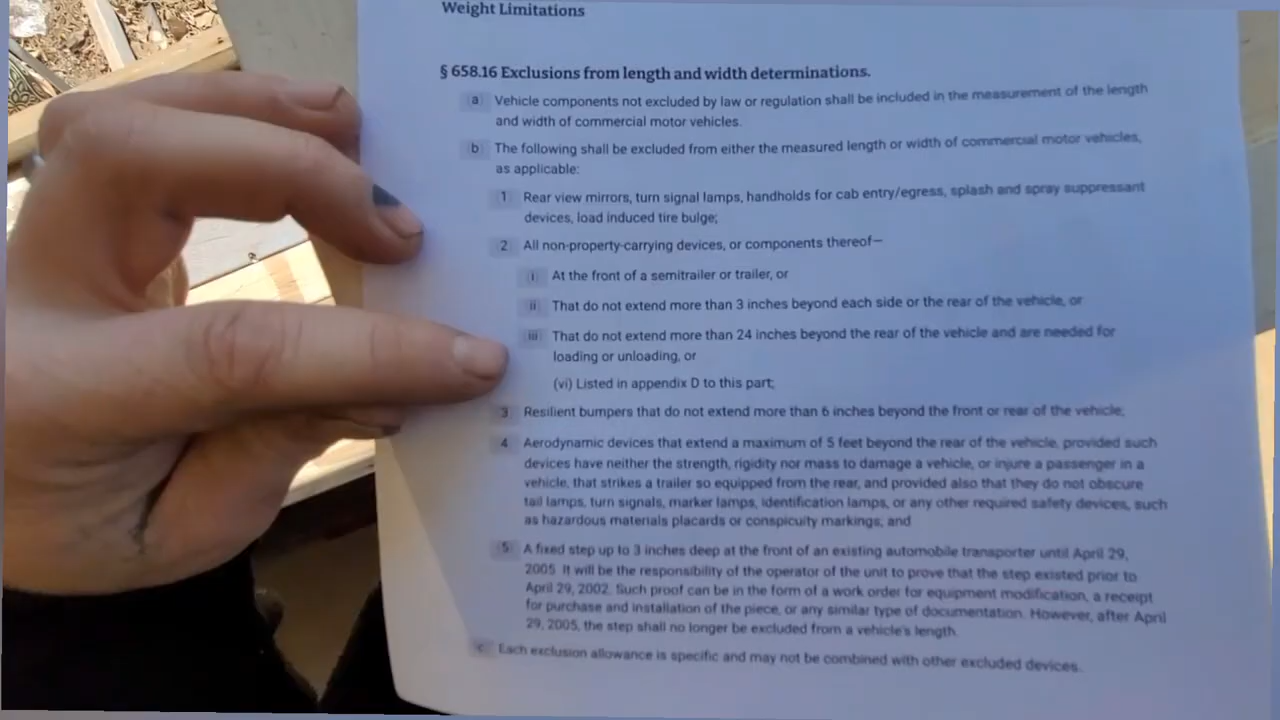 Weight Limitations
§ 658.16 Exclusions from length and width determinations.
a Vehicle components not excluded by law or regulation shall be included in the measurement of the length
and width of commercial motor vehicles.
b The following shall be excluded from either the measured length or width of commercial motor vehicles,
as applicable:
1 Rear view mirrors, turn signal lamps, handholds for cab entry/egress, splash and spray suppressant
devices, load induced tire bulge;
2 All non-property-carrying devices, or components thereof—
i At the front of a semitrailer or trailer, or
ii That do not extend more than 3 inches beyond each side or the rear of the vehicle, or
iii That do not extend more than 24 inches beyond the rear of the vehicle and are needed for
loading or unloading, or
(vi) Listed in appendix D to this part;
3 Resilient bumpers that do not extend more than 6 inches beyond the front or rear of the vehicle;
4 Aerodynamic devices that extend a maximum of 5 feet beyond the rear of the vehicle, provided such
devices have neither the strength, rigidity nor mass to damage a vehicle, or injure a passenger in a
vehicle, that strikes a trailer so equipped from the rear, and provided also that they do not obscure
tail lamps, turn signals, marker lamps, identification lamps, or any other required safety devices, such
as hazardous materials placards or conspicuity markings; and
5 A fixed step up to 3 inches deep at the front of an existing automobile transporter until April 29,
2005. It will be the responsibility of the operator of the unit to prove that the step existed prior to
April 29, 2002. Such proof can be in the form of a work order for equipment modification, a receipt
for purchase and installation of the piece, or any similar type of documentation. However, after April
29, 2005, the step shall no longer be excluded from a vehicle's length.
c Each exclusion allowance is specific and may not be combined with other excluded devices.